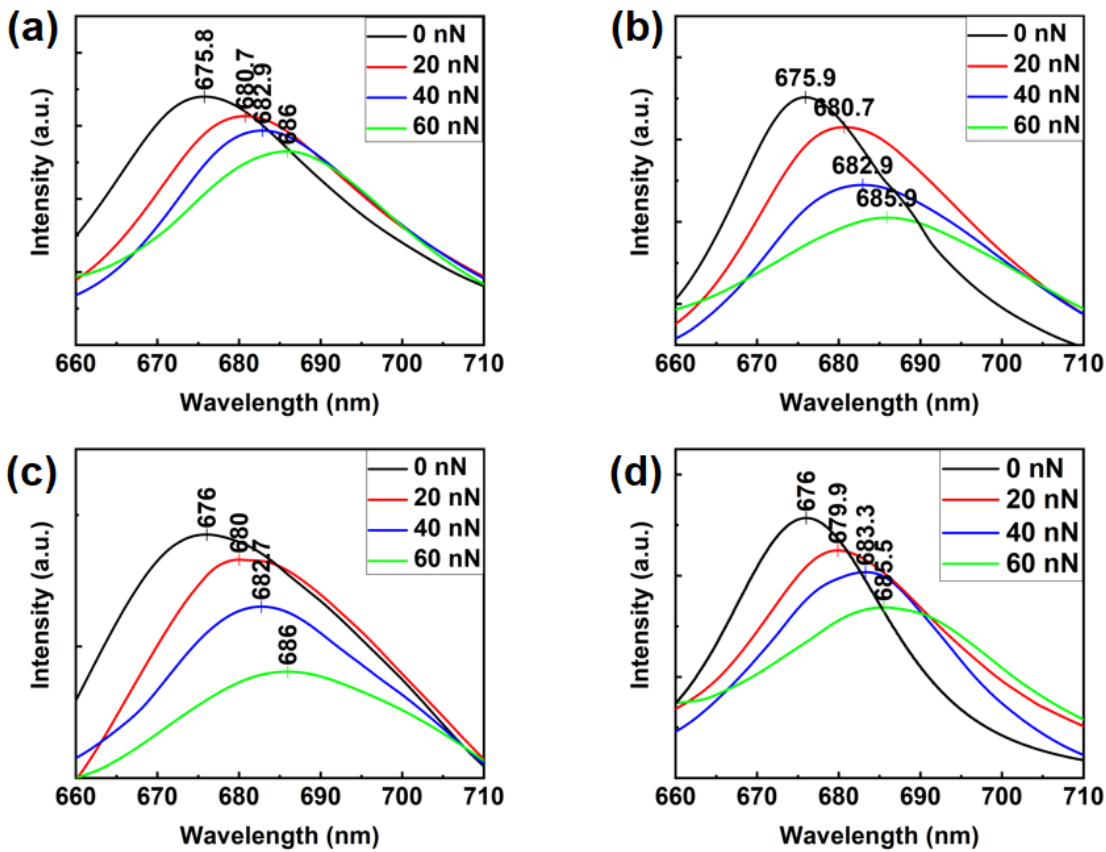 (a)
0 nN
20 nN
40 nN
60 nN
675.8
680.7
682.9
686
Intensity (a.u.)
660 670 680 690 700 710
Wavelength (nm)
(b)
0 nN
20 nN
40 nN
60 nN
675.9
680.7
682.9
685.9
Intensity (a.u.)
660 670 680 690 700 710
Wavelength (nm)
(c)
0 nN
20 nN
40 nN
60 nN
676
680
682.7
686
Intensity (a.u.)
660 670 680 690 700 710
Wavelength (nm)
(d)
0 nN
20 nN
40 nN
60 nN
676
679.9
683.3
685.5
Intensity (a.u.)
660 670 680 690 700 710
Wavelength (nm)